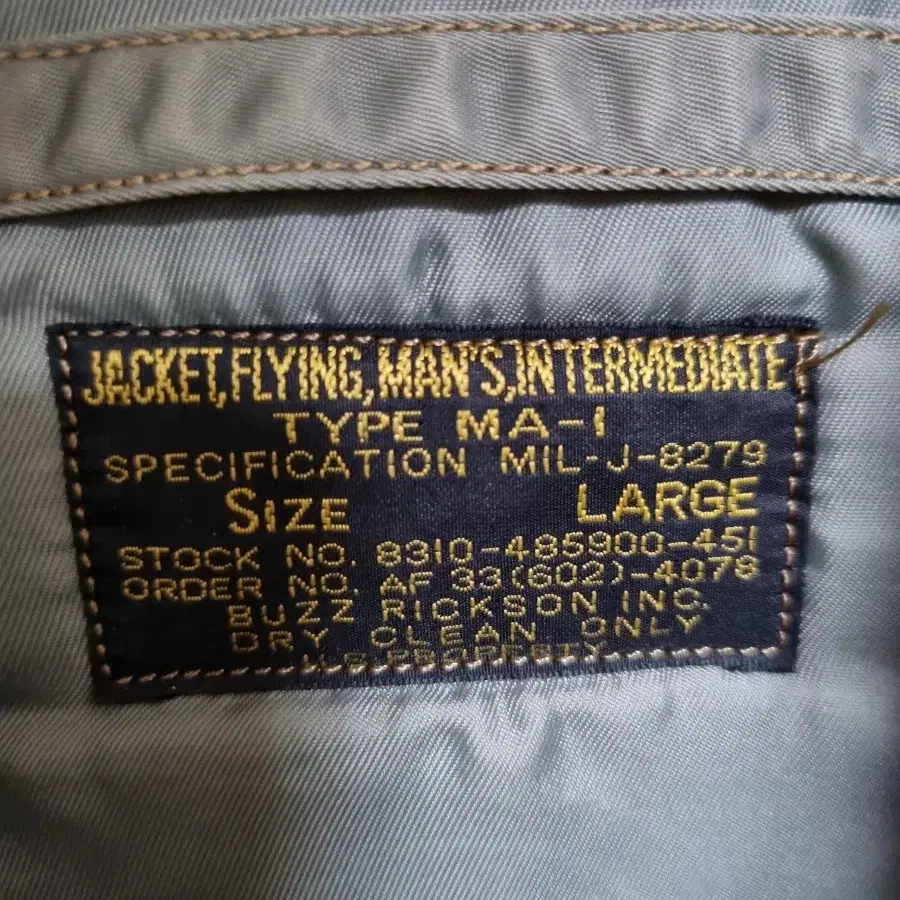 JACKET,FLYING,MAN'S,INTERMEDIATE
TYPE MA-1
SPECIFICATION MIL-J-8279
SIZE LARGE
STOCK NO. 8310-485900-451
ORDER NO. AF 33(602)-4078
BUZZ RICKSON INC.
DRY CLEAN ONLY
U.S.PROPERTY